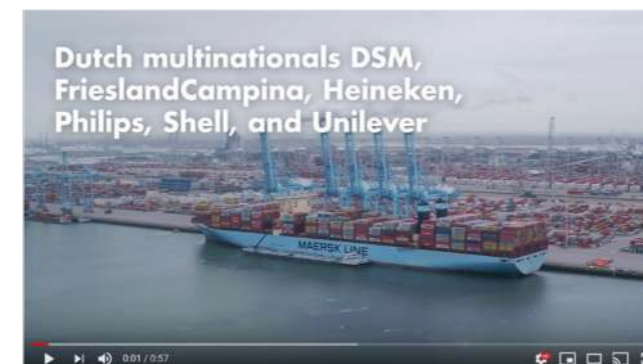 Dutch multinationals DSM,
FrieslandCampina, Heineken,
Philips, Shell, and Unilever
MAERSK LINE
0:01 / 0:57